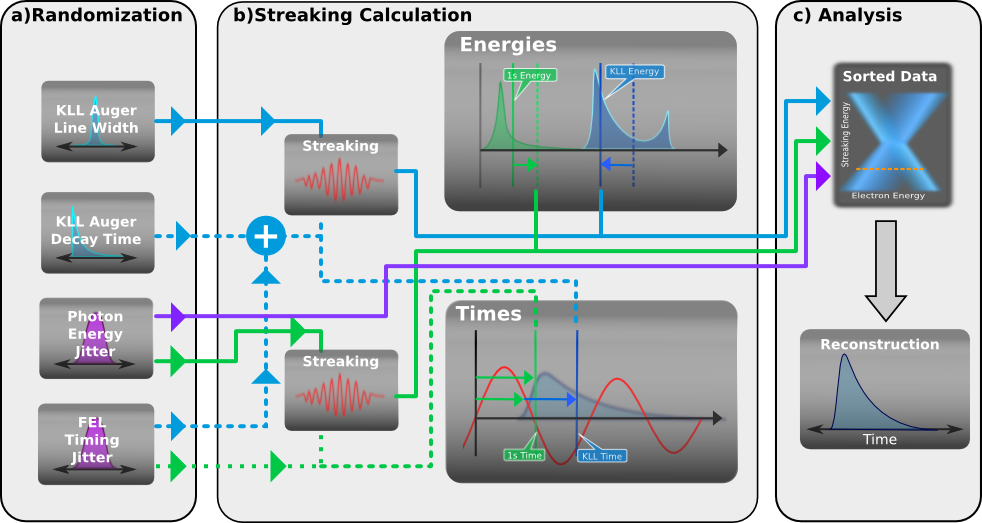 a)Randomization
KLL Auger
Line Width
KLL Auger
Decay Time
Photon
Energy
Jitter
FEL
Timing
Jitter
b)Streaking Calculation
Streaking
Streaking
Energies
1s Energy
KLL Energy
Times
1s Time
KLL Time
c) Analysis
Sorted Data
Streaking Energy
Electron Energy
Reconstruction
Time